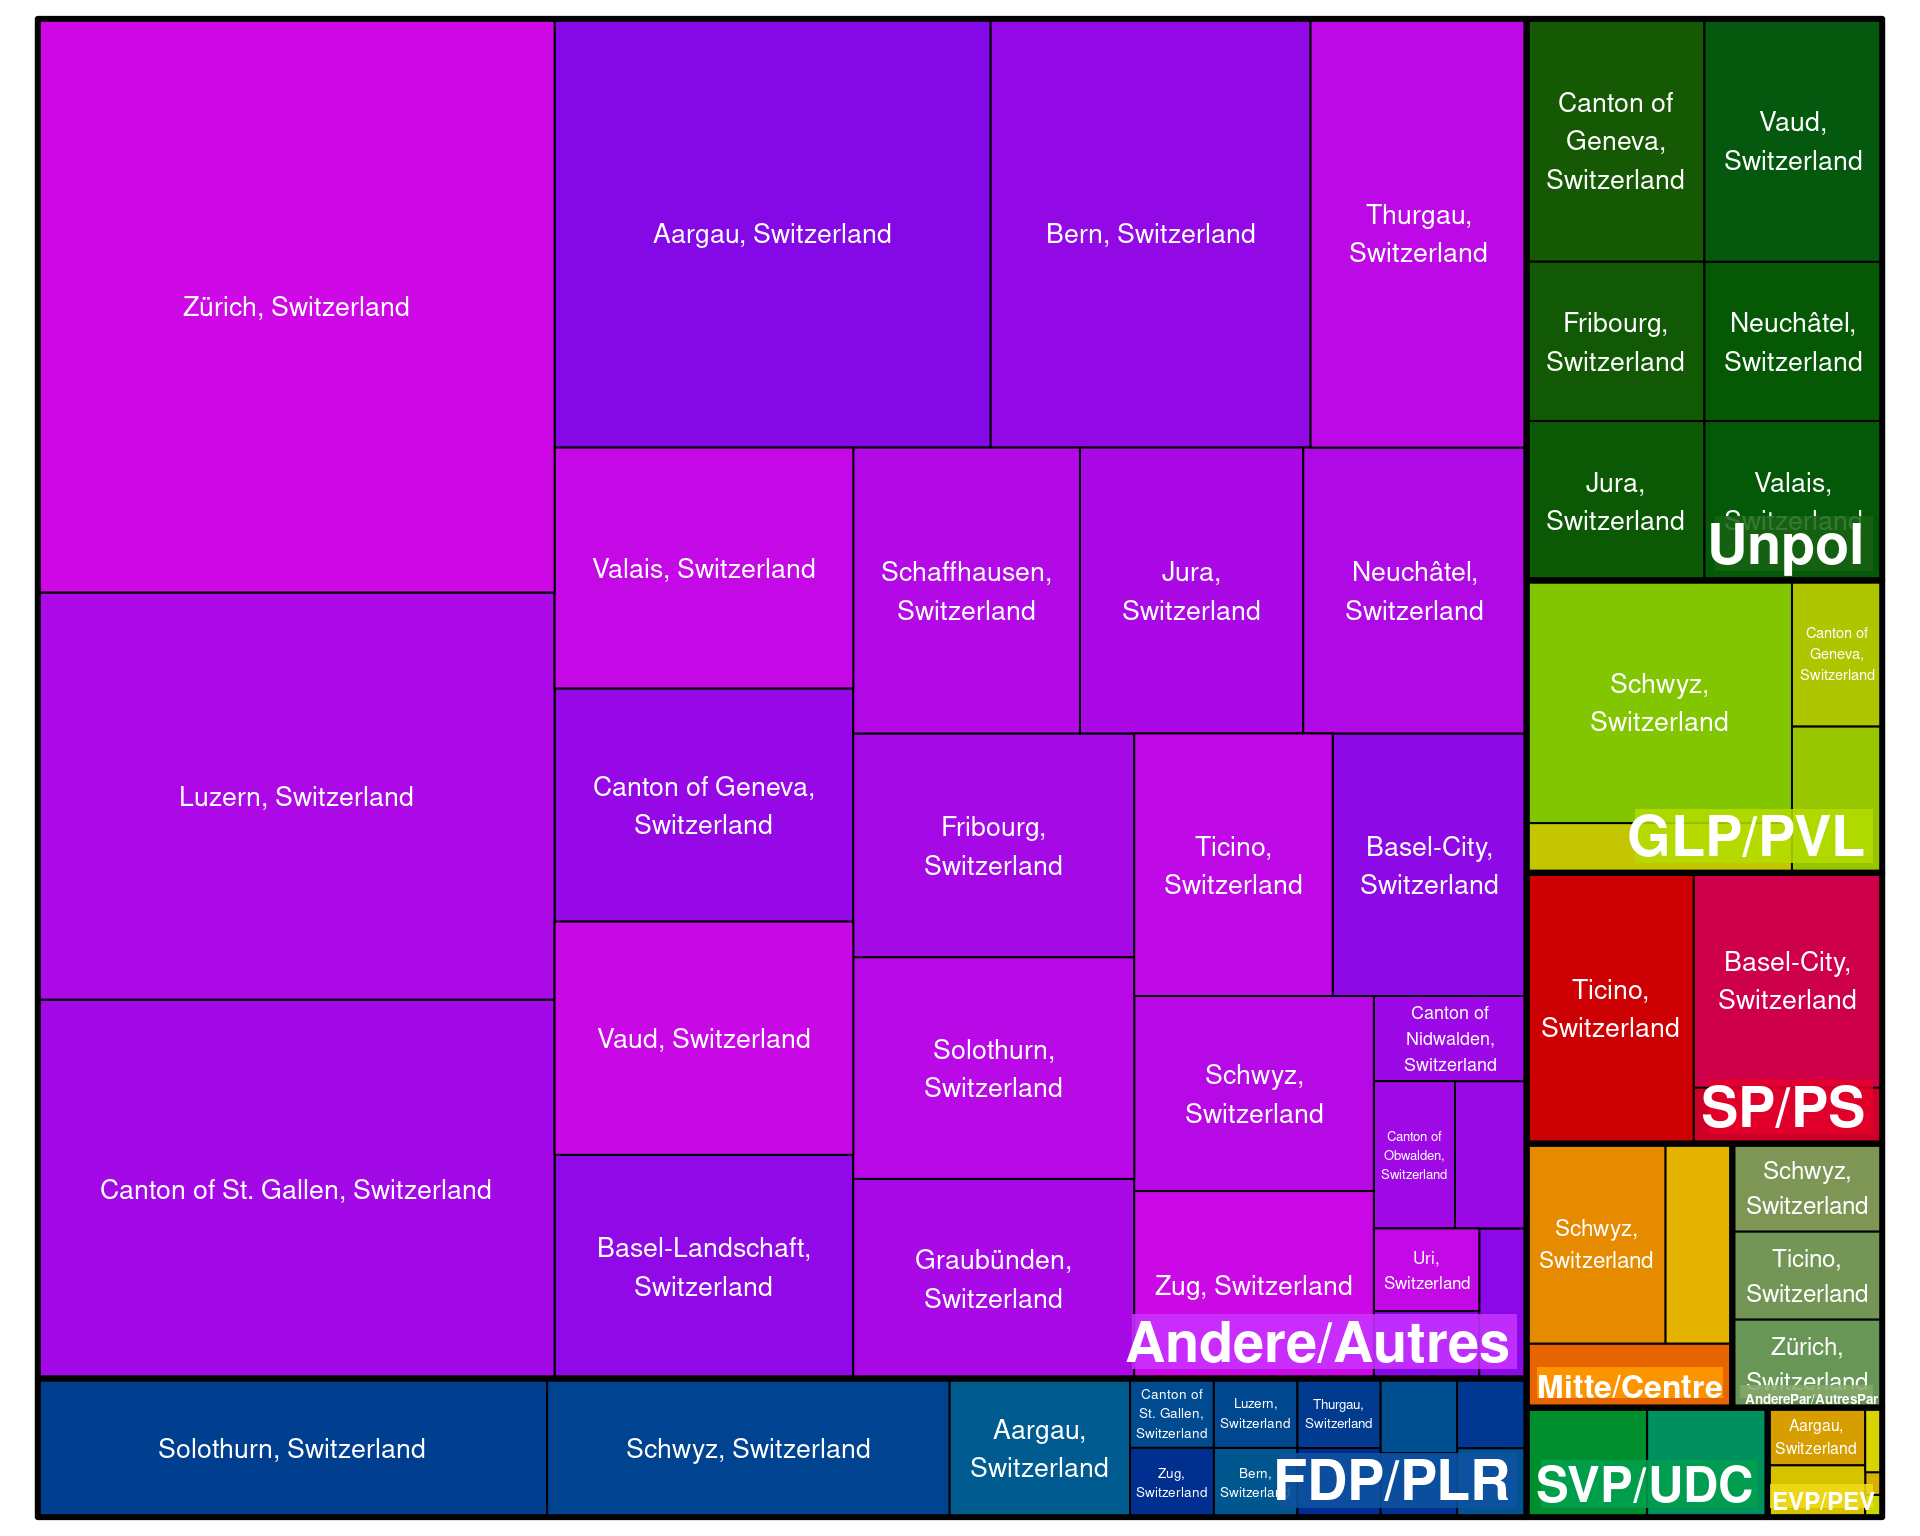 Zürich, Switzerland
Luzern, Switzerland
Canton of St. Gallen, Switzerland
Aargau, Switzerland
Bern, Switzerland
Thurgau,
Switzerland
Valais, Switzerland
Canton of Geneva,
Switzerland
Vaud, Switzerland
Basel-Landschaft,
Switzerland
Schaffhausen,
Switzerland
Jura,
Switzerland
Neuchâtel,
Switzerland
Fribourg,
Switzerland
Solothurn,
Switzerland
Graubünden,
Switzerland
Ticino,
Switzerland
Basel-City,
Switzerland
Schwyz,
Switzerland
Zug, Switzerland
Canton of
Nidwalden,
Switzerland
Canton of
Obwalden,
Switzerland
Uri,
Switzerland
Andere/Autres
Solothurn, Switzerland
Schwyz, Switzerland
Aargau,
Switzerland
Canton of
St. Gallen,
Switzerland
Luzern,
Switzerland
Thurgau,
Switzerland
Zug,
Switzerland
Bern,
Switzerland
FDP/PLR
Canton of
Geneva,
Switzerland
Vaud,
Switzerland
Fribourg,
Switzerland
Neuchâtel,
Switzerland
Jura,
Switzerland
Valais,
Switzerland
Unpol
Schwyz,
Switzerland
Canton of
Geneva,
Switzerland
GLP/PVL
Ticino,
Switzerland
Basel-City,
Switzerland
SP/PS
Schwyz,
Switzerland
Mitte/Centre
Schwyz,
Switzerland
Ticino,
Switzerland
Zürich,
Switzerland
AnderePar/AutresPar
SVP/UDC
Aargau,
Switzerland
EVP/PEV